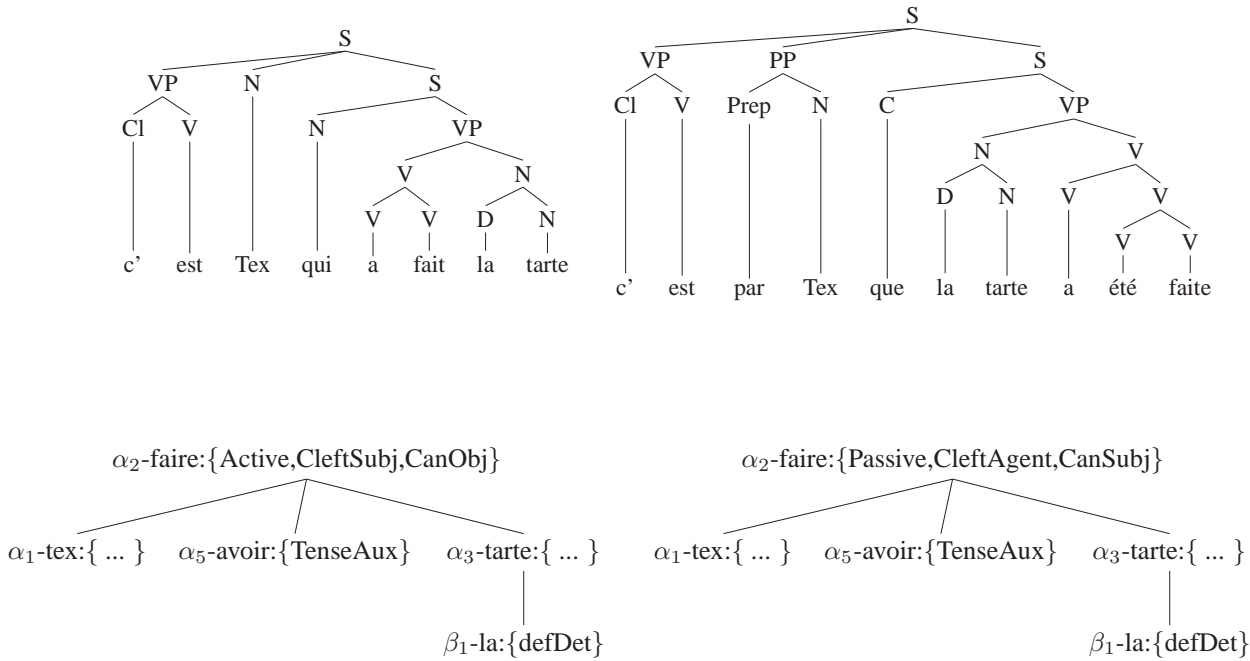 S
VP N S
Cl V N VP
V N
V V D N
c' est Tex qui a fait la tarte
S
VP PP S
Cl V Prep N C VP
N V
D N V V
V V
c' est par Tex que la tarte a été faite
α2-faire:{Active,CleftSubj,CanObj}
α1-tex:{ ... } α5-avoir:{TenseAux} α3-tarte:{ ... }
β1-la:{defDet}
α2-faire:{Passive,CleftAgent,CanSubj}
α1-tex:{ ... } α5-avoir:{TenseAux} α3-tarte:{ ... }
β1-la:{defDet}